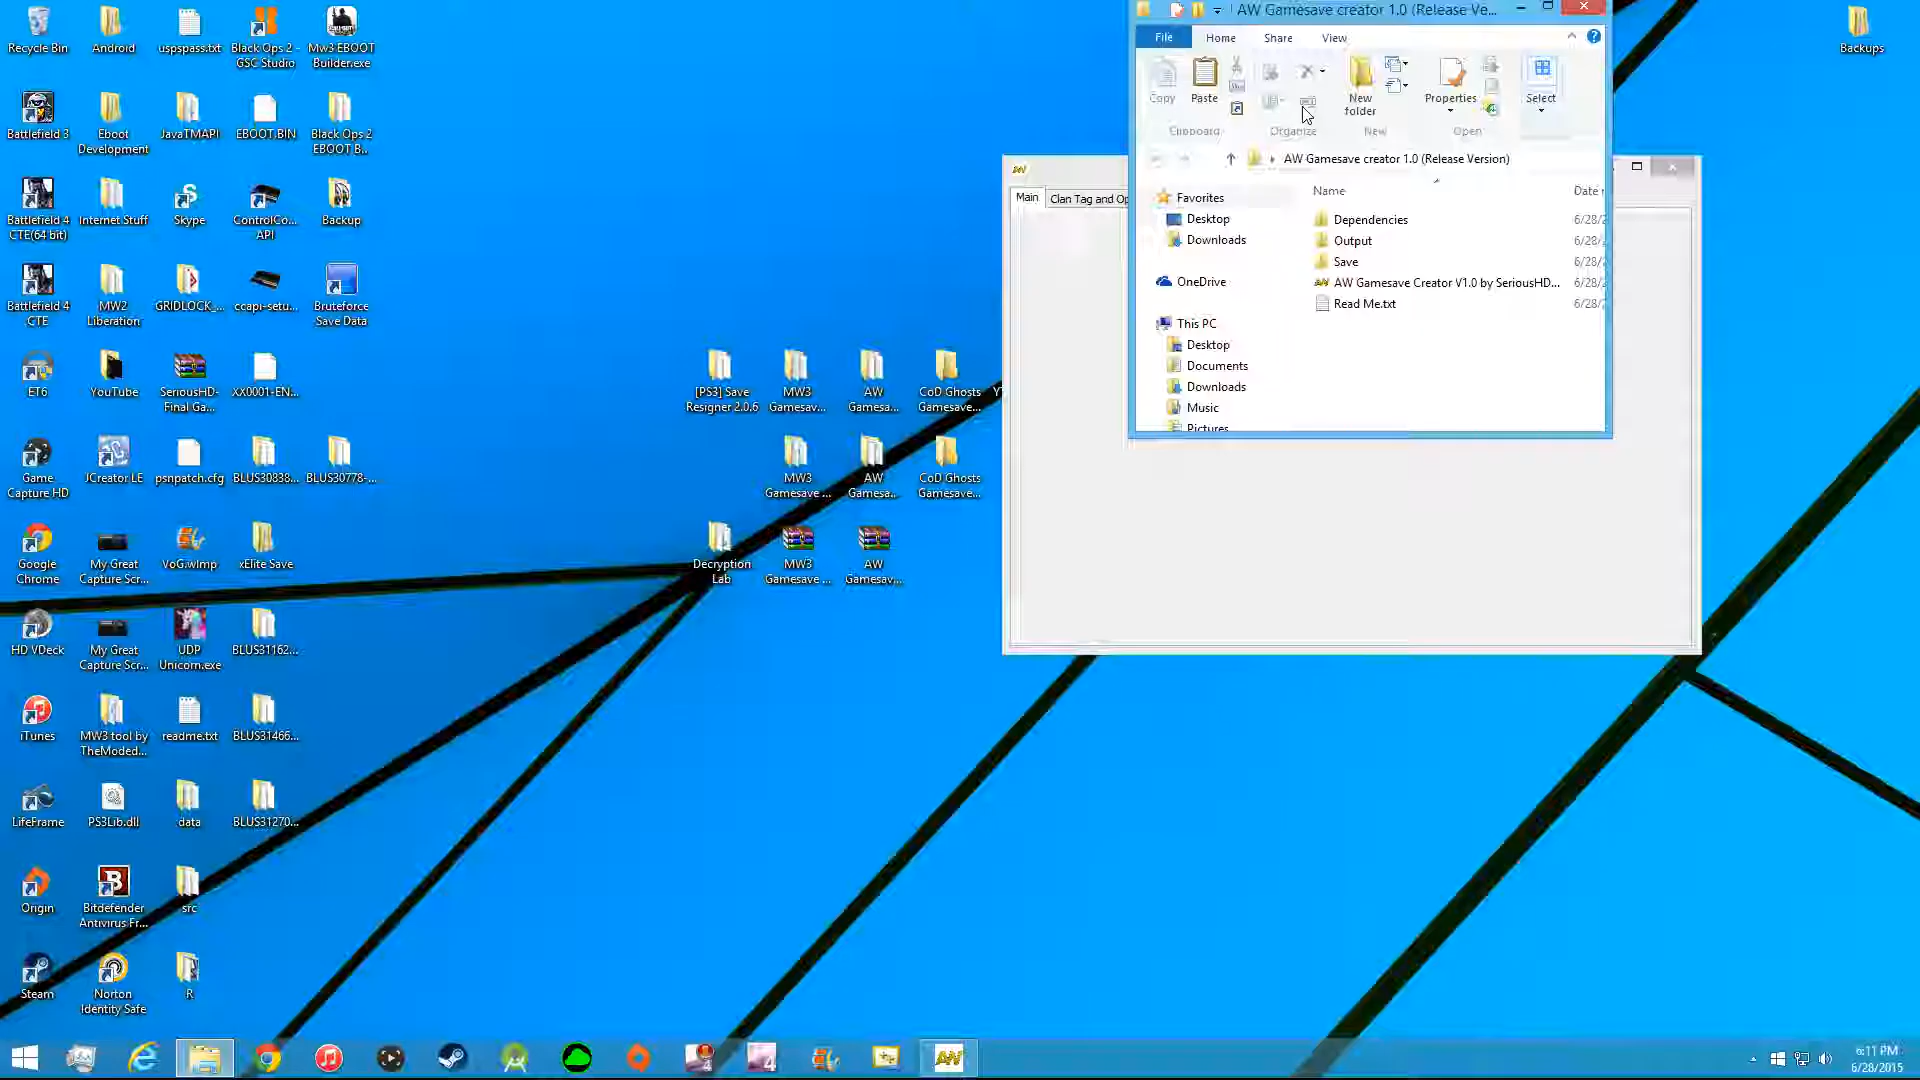 Recycle Bin
Android
uspspass.txt
Black Ops 2 -
GSC Studio
Mw3 EBOOT
Builder.exe
Battlefield 3
Eboot
Development
JavaTMAPI
EBOOT.BIN
Black Ops 2
EBOOT B...
Battlefield 4
CTE(64 bit)
Internet Stuff
Skype
ControlCo...
API
Backup
Battlefield 4
CTE
MW2
Liberation
GRIDLOCK_...
ccapi-setu...
Bruteforce
Save Data
ET6
YouTube
SeriousHD-
Final Ga...
XX0001-EN...
Game
Capture HD
JCreator LE
psnpatch.cfg
BLUS30838...
BLUS30778-...
Google
Chrome
My Great
Capture Scr...
VoG.wlmp
xElite Save
HD VDeck
My Great
Capture Scr...
UDP
Unicorn.exe
BLUS31162...
iTunes
MW3 tool by
TheModed...
readme.txt
BLUS31466...
LifeFrame
PS3Lib.dll
data
BLUS31270...
Origin
Bitdefender
Antivirus Fr...
src
Steam
Norton
Identity Safe
R
[PS3] Save
Resigner 2.0.6
MW3
Gamesav...
AW
Gamesa...
CoD Ghosts
Gamesave...
MW3
Gamesave ...
AW
Gamesa...
CoD Ghosts
Gamesave...
Decryption
Lab
MW3
Gamesave ...
AW
Gamesav...
Backups
AW Gamesave creator 1.0 (Release Ve...
File
Home
Share
View
Copy
Paste
New
folder
Properties
Select
Clipboard
Organize
New
Open
AW Gamesave creator 1.0 (Release Version)
Favorites
Desktop
Downloads
OneDrive
This PC
Desktop
Documents
Downloads
Music
Pictures
Name
Date
Dependencies
6/28/2
Output
6/28/2
Save
6/28/2
AW Gamesave Creator V1.0 by SeriousHD...
6/28/2
Read Me.txt
6/28/2
Main
Clan Tag and Op
6:11 PM
6/28/2015